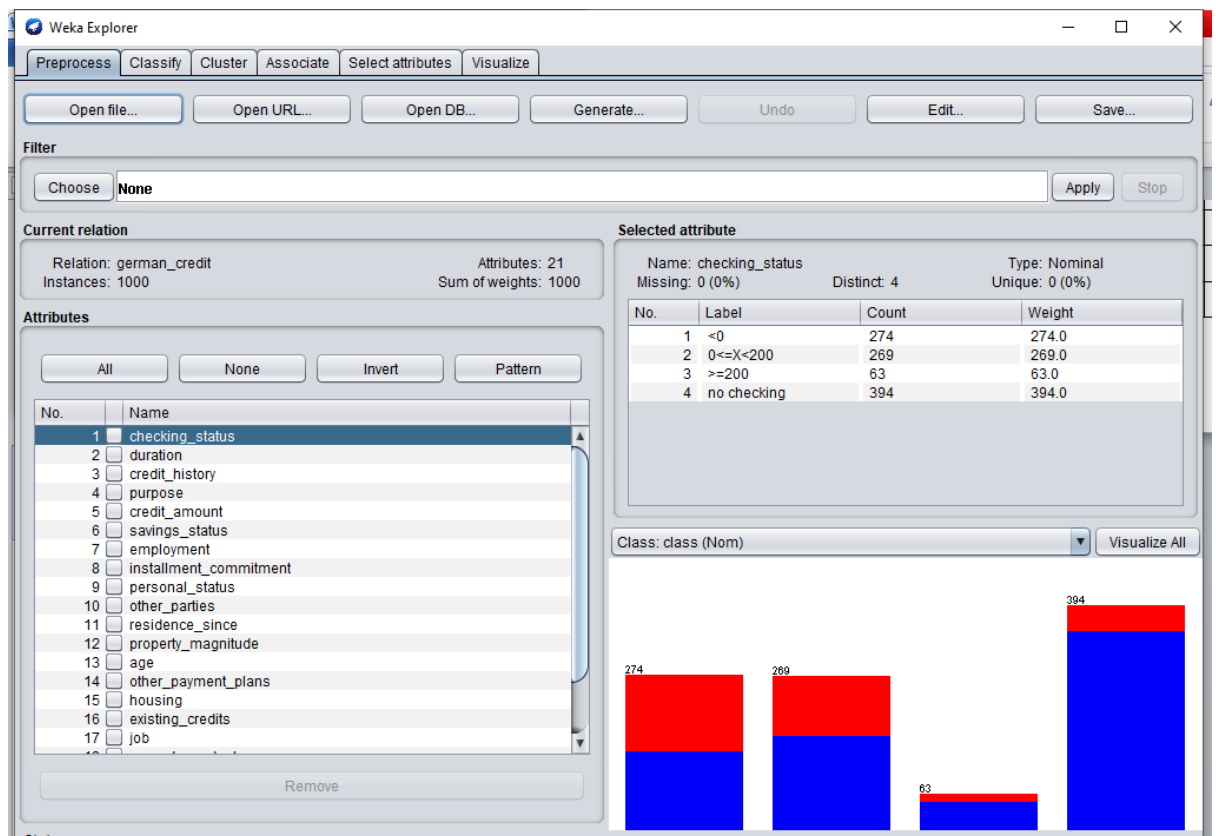 Weka Explorer
Preprocess Classify Cluster Associate Select attributes Visualize
Open file... Open URL... Open DB... Generate... Undo Edit... Save...
Filter
Choose None Apply Stop
Current relation
Relation: german_credit Attributes: 21
Instances: 1000 Sum of weights: 1000
Attributes
All None Invert Pattern
No. Name
1 checking_status
2 duration
3 credit_history
4 purpose
5 credit_amount
6 savings_status
7 employment
8 installment_commitment
9 personal_status
10 other_parties
11 residence_since
12 property_magnitude
13 age
14 other_payment_plans
15 housing
16 existing_credits
17 job
Remove
Selected attribute
Name: checking_status Type: Nominal
Missing: 0 (0%) Distinct: 4 Unique: 0 (0%)
No. Label Count Weight
1 <0 274 274.0
2 0<=X<200 269 269.0
3 >=200 63 63.0
4 no checking 394 394.0
Class: class (Nom) Visualize All
274
269
63
394